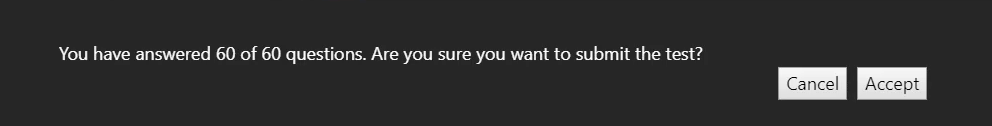 You have answered 60 of 60 questions. Are you sure you want to submit the test?
Cancel Accept